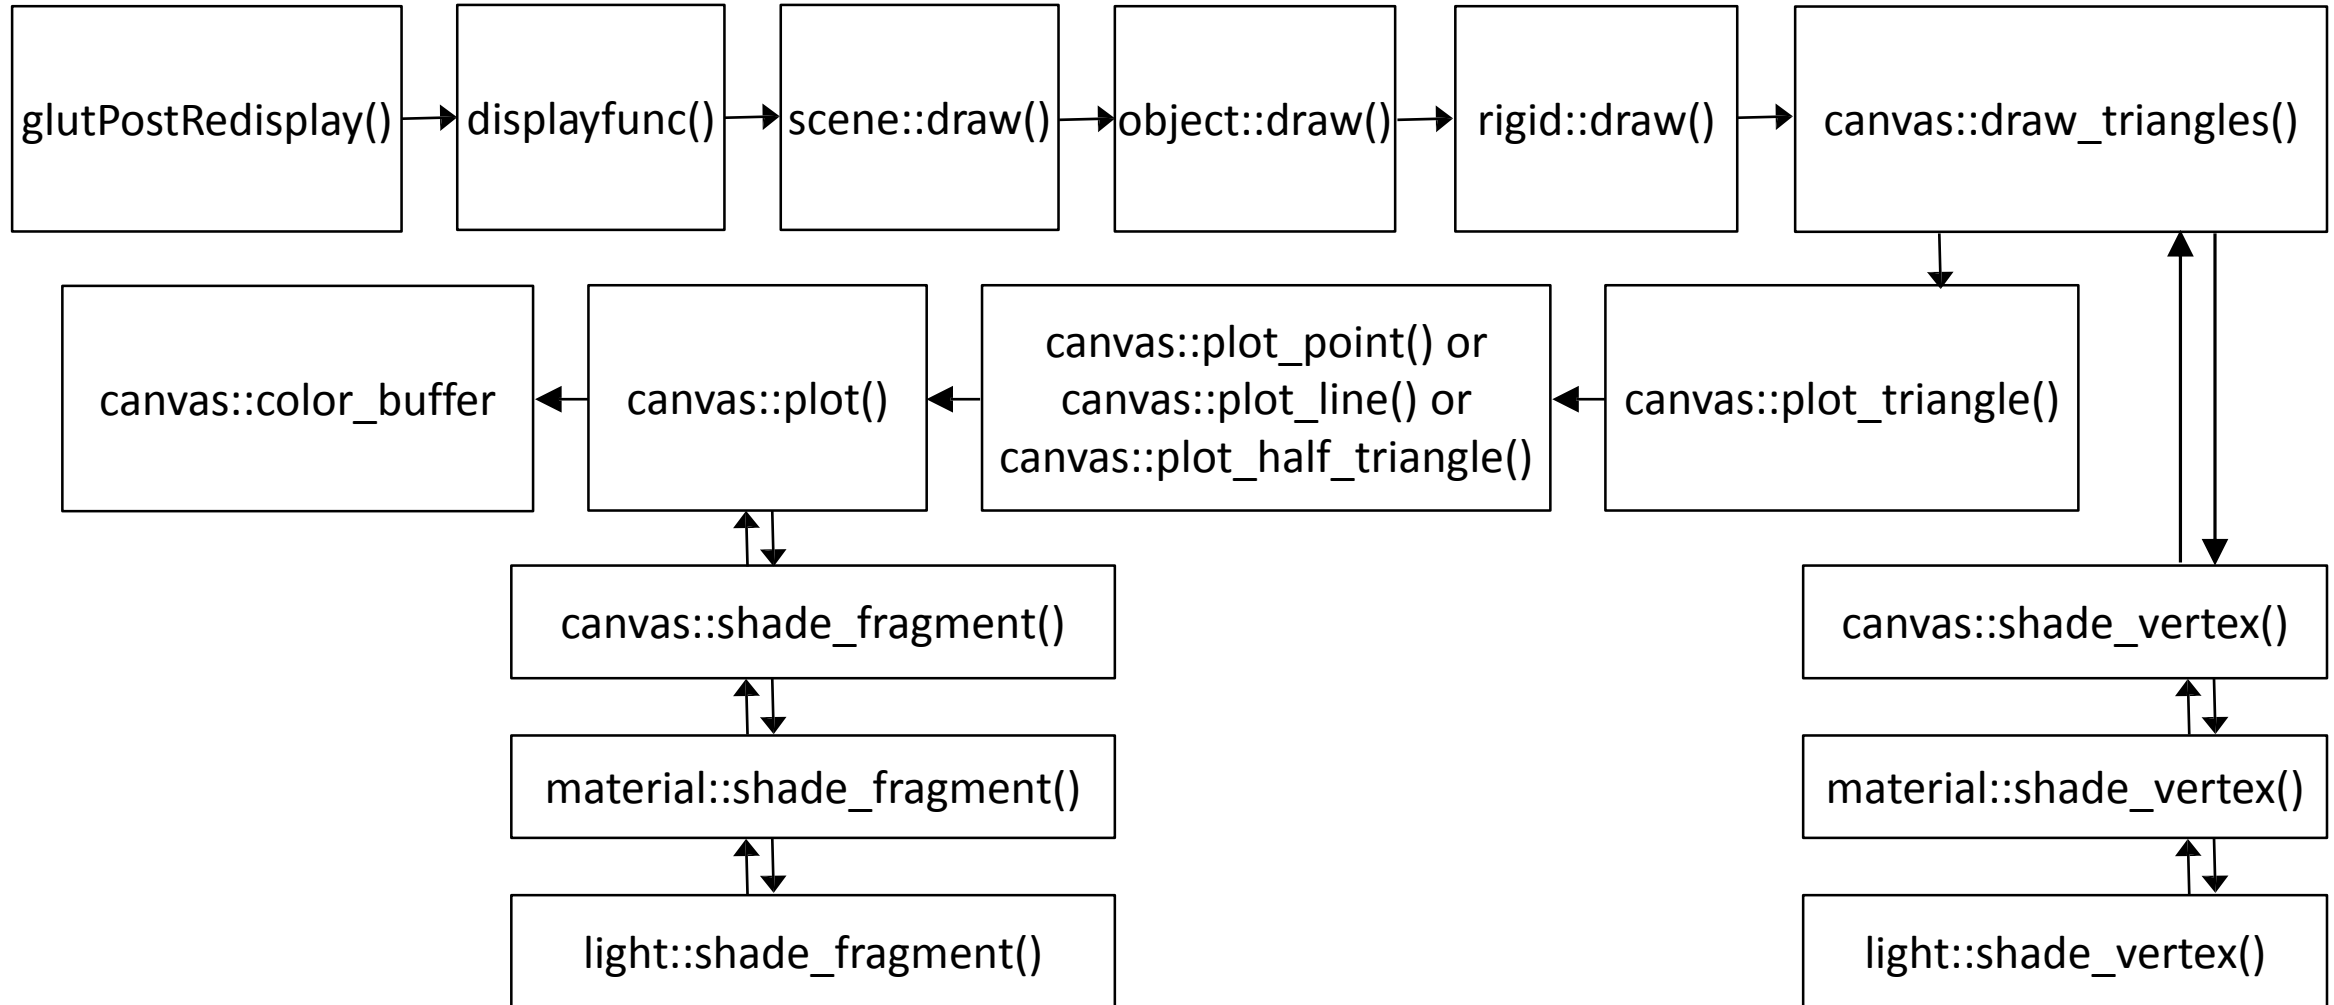 glutPostRedisplay()
displayfunc()
scene::draw()
object::draw()
rigid::draw()
canvas::draw_triangles()
canvas::color_buffer
canvas::plot()
canvas::plot_point() or
canvas::plot_line() or
canvas::plot_half_triangle()
canvas::plot_triangle()
canvas::shade_fragment()
canvas::shade_vertex()
material::shade_fragment()
material::shade_vertex()
light::shade_fragment()
light::shade_vertex()